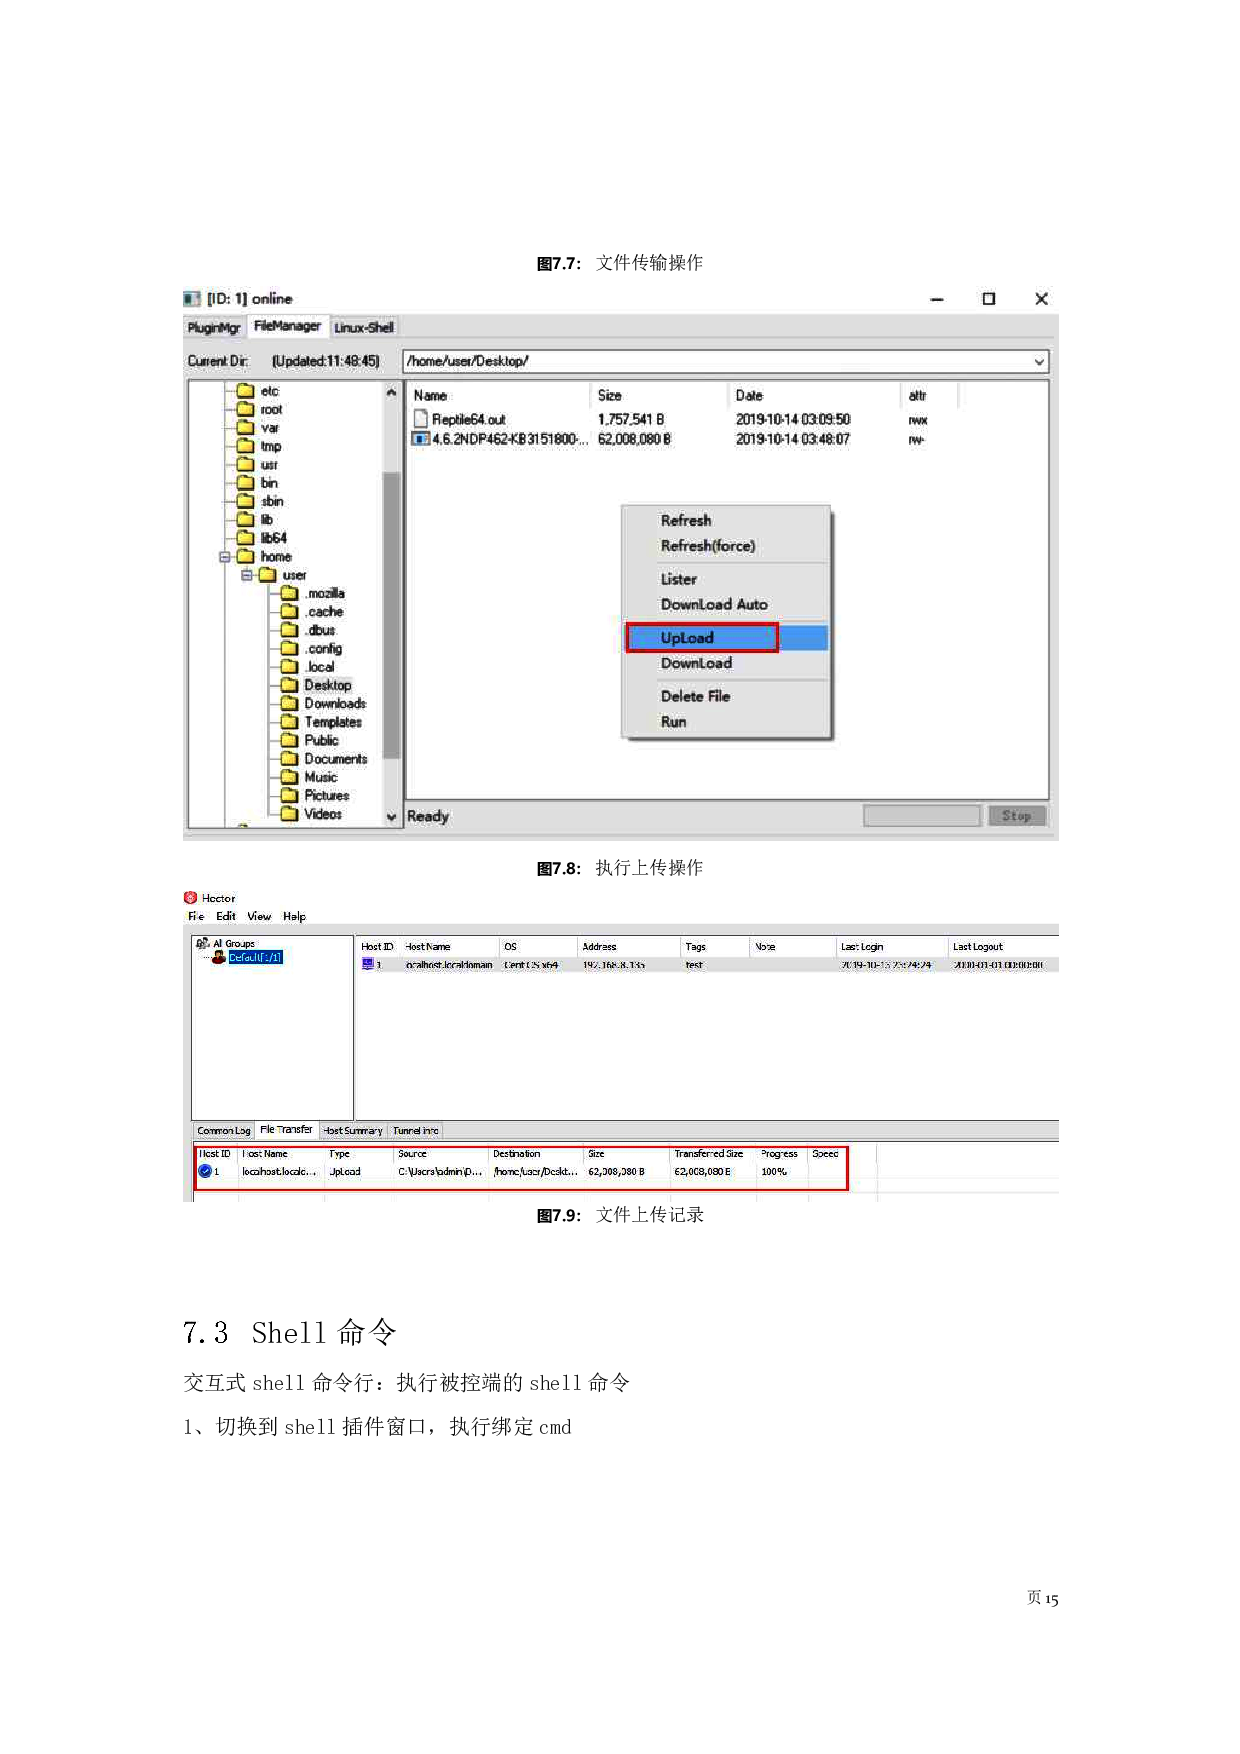 图7.7: 文件传输操作
[ID: 1] online
PluginMgr FileManager Linux-Shell
Current Dir: (Updated:11:48:45) /home/user/Desktop/
etc
root
var
tmp
usr
bin
sbin
lib
lib64
home
user
.mozilla
.cache
.dbus
.config
.local
Desktop
Downloads
Templates
Public
Documents
Music
Pictures
Videos
Name Size Date attr
Reptile64.out 1,757,541 B 2019-10-14 03:09:50 rwx
4.6.2NDP462-KB3151800-... 62,008,080 B 2019-10-14 03:48:07 rw-
Refresh
Refresh(force)
Lister
DownLoad Auto
UpLoad
DownLoad
Delete File
Run
Ready Stop
图7.8: 执行上传操作
Hector
File Edit View Help
All Groups
Default[1/1]
Host ID Host Name OS Address Tags Note Last Login Last Logout
1 localhost.localdomain Cent OS x64 192.168.8.135 test 2000-01-01 00:00:00
Common Log File Transfer Host Summary Tunnel Info
Host ID Host Name Type Source Destination Size Transferred Size Progress Speed
1 localhost.locald... UpLoad C:\Users\admin\D... /home/user/Deskt... 62,008,080 B 62,008,080 B 100%
图7.9: 文件上传记录
7.3 Shell 命令
交互式 shell 命令行：执行被控端的 shell 命令
1、切换到 shell 插件窗口，执行绑定 cmd
页 15